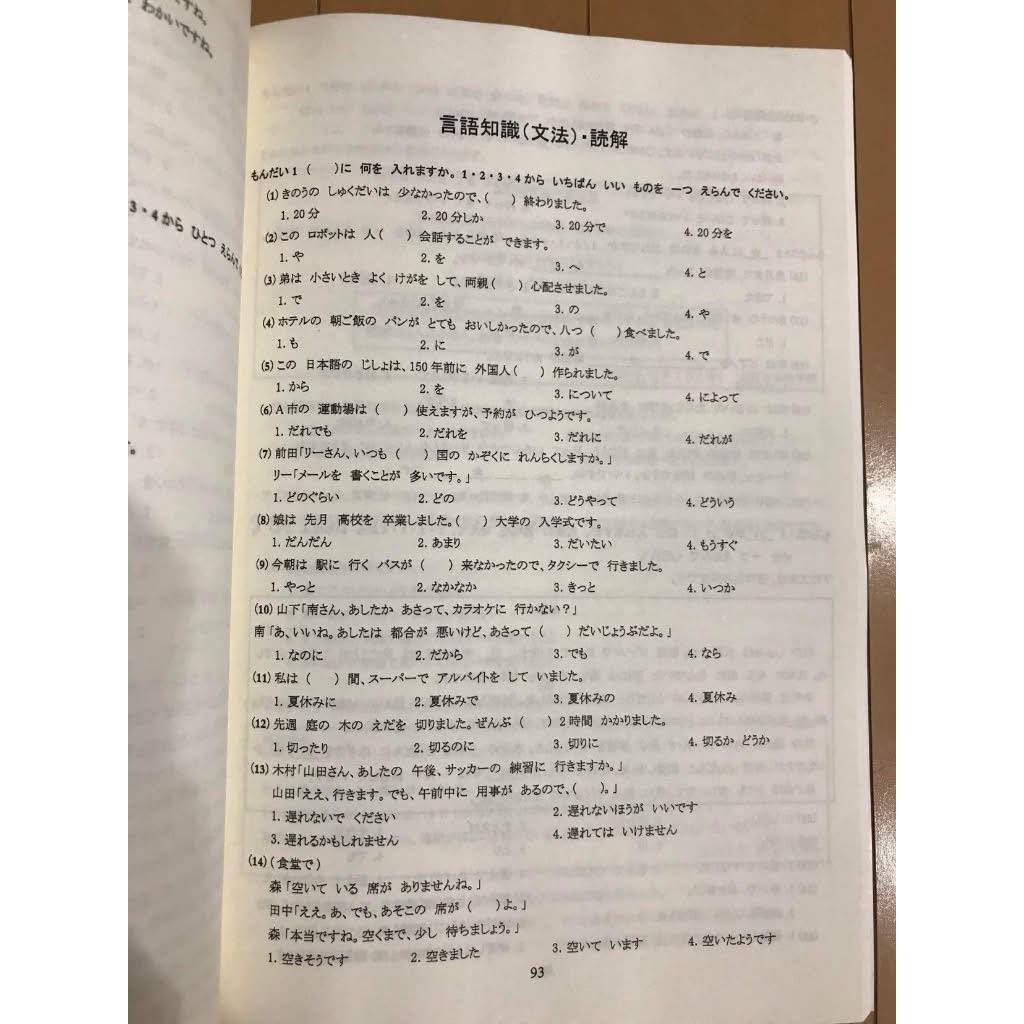 わかいですね。
3・4から ひとつ えらんで
言語知識(文法)・読解
もんだい1 ( )に 何を 入れますか。1・2・3・4から いちばん いい ものを 一つ えらんで ください。
(1)きのうの しゅくだいは 少なかったので、( )終わりました。
1. 20分 2. 20分しか 3. 20分で 4. 20分を
(2)この ロボットは 人( )会話することが できます。
1. や 2. を 3. へ 4. と
(3)弟は 小さいとき よく けがを して、両親( )心配させました。
1. で 2. を 3. の 4. や
(4)ホテルの 朝ご飯の パンが とても おいしかったので、八つ( )食べました。
1. も 2. に 3. が 4. で
(5)この 日本語の じしょは、150年前に 外国人( )作られました。
1. から 2. を 3. について 4. によって
(6)A市の 運動場は( )使えますが、予約が ひつようです。
1. だれでも 2. だれを 3. だれに 4. だれが
(7)前田「リーさん、いつも( )国の かぞくに れんらくしますか。」
リー「メールを 書くことが 多いです。」
1. どのぐらい 2. どの 3. どうやって 4. どういう
(8)娘は 先月 高校を 卒業しました。( )大学の 入学式です。
1. だんだん 2. あまり 3. だいたい 4. もうすぐ
(9)今朝は 駅に 行く バスが( )来なかったので、タクシーで 行きました。
1. やっと 2. なかなか 3. きっと 4. いつか
(10)山下「南さん、あしたか あさって、カラオケに 行かない?」
南「あ、いいね。あしたは 都合が 悪いけど、あさって( )だいじょうぶだよ。」
1. なのに 2. だから 3. でも 4. なら
(11)私は( )間、スーパーで アルバイトを して いました。
1. 夏休みに 2. 夏休みで 3. 夏休みの 4. 夏休み
(12)先週 庭の 木の えだを 切りました。ぜんぶ( )2時間 かかりました。
1. 切ったり 2. 切るのに 3. 切りに 4. 切るか どうか
(13)木村「山田さん、あしたの 午後、サッカーの 練習に 行きますか。」
山田「ええ、行きます。でも、午前中に 用事が あるので、( )。」
1. 遅れないで ください 2. 遅れないほうが いいです
3. 遅れるかもしれません 4. 遅れては いけません
(14)(食堂で)
森「空いて いる 席が ありませんね。」
田中「ええ。あ、でも、あそこの 席が( )よ。」
森「本当ですね。空くまで、少し 待ちましょう。」
1. 空きそうです 2. 空きました 3. 空いて います 4. 空いたようです
93